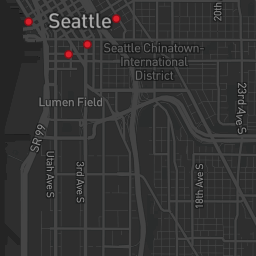 Seattle
20th
Seattle Chinatown-
International
District
Lumen Field
23rd Ave S
SR 99
Utah Ave S
3rd Ave S
18th Ave S